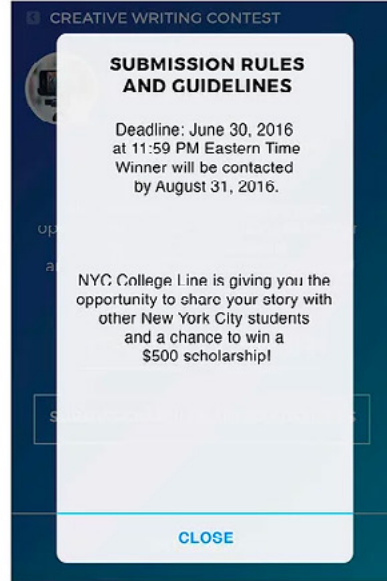 CREATIVE WRITING CONTEST
SUBMISSION RULES
AND GUIDELINES
Deadline: June 30, 2016
at 11:59 PM Eastern Time
Winner will be contacted
by August 31, 2016.
NYC College Line is giving you the
opportunity to share your story with
other New York City students
and a chance to win a
$500 scholarship!
CLOSE